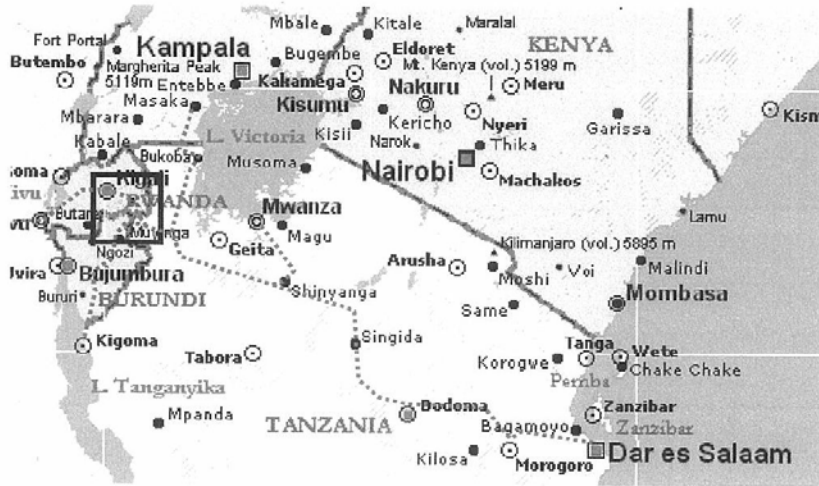 Mbale
Kitale
Maralal
Fort Portal
Kampala
Bugembe
Eldoret
KENYA
Butembo
Margherita Peak
5119m
Entebbe
Kakamega
Mt. Kenya (vol.) 5199 m
Meru
Masaka
Kisumu
Nakuru
Mbarara
L. Victoria
Kisii
Kericho
Nyeri
Garissa
Kism
Kabale
Bukoba
Narok
Thika
Musoma
Nairobi
Machakos
Kigali
RWANDA
Lamu
Butare
Mwanza
Muyinga
Ngozi
Geita
Magu
Kilimanjaro (vol.) 5895 m
Arusha
Moshi
Voi
Malindi
Bujumbura
Bururi
BURUNDI
Shinyanga
Same
Mombasa
Kigoma
Singida
Tabora
Tanga
Wete
Korogwe
Chake Chake
L. Tanganyika
Pemba
Mpanda
TANZANIA
Dodoma
Zanzibar
Bagamoyo
Zanzibar
Kilosa
Morogoro
Dar es Salaam